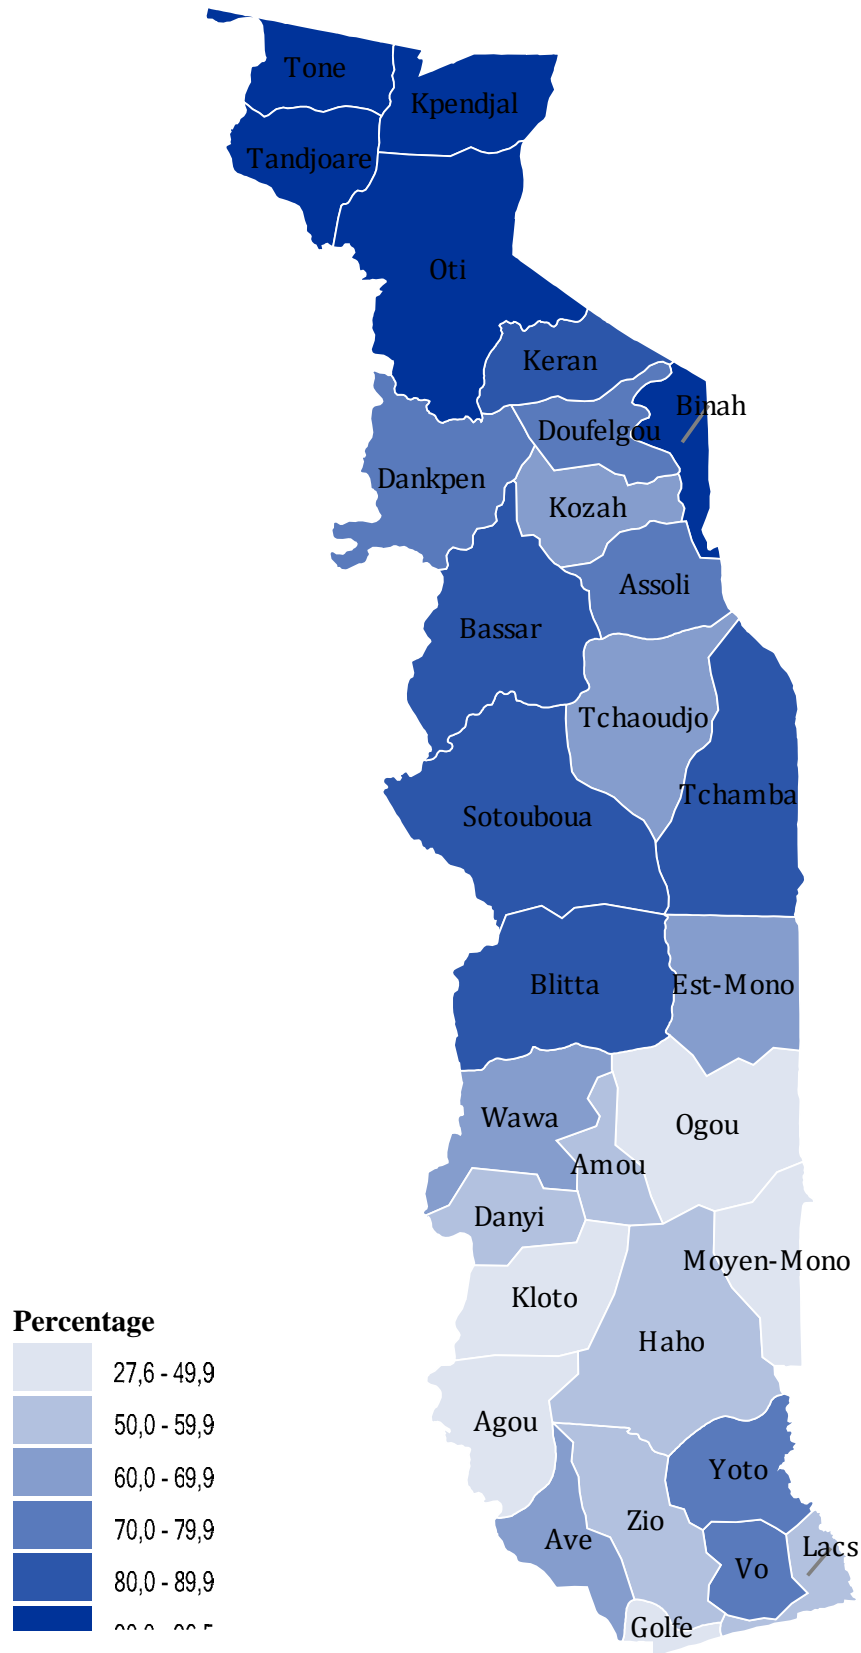 Tone
Kpendjal
Tandjoare
Oti
Keran
Binah
Doufelgou
Dankpen
Kozah
Assoli
Bassar
Tchaoudjo
Tchamba
Sotouboua
Blitta
Est-Mono
Wawa
Ogou
Amou
Danyi
Moyen-Mono
Kloto
Haho
Agou
Yoto
Zio
Ave
Lacs
Vo
Golfe
Percentage
27,6 - 49,9
50,0 - 59,9
60,0 - 69,9
70,0 - 79,9
80,0 - 89,9